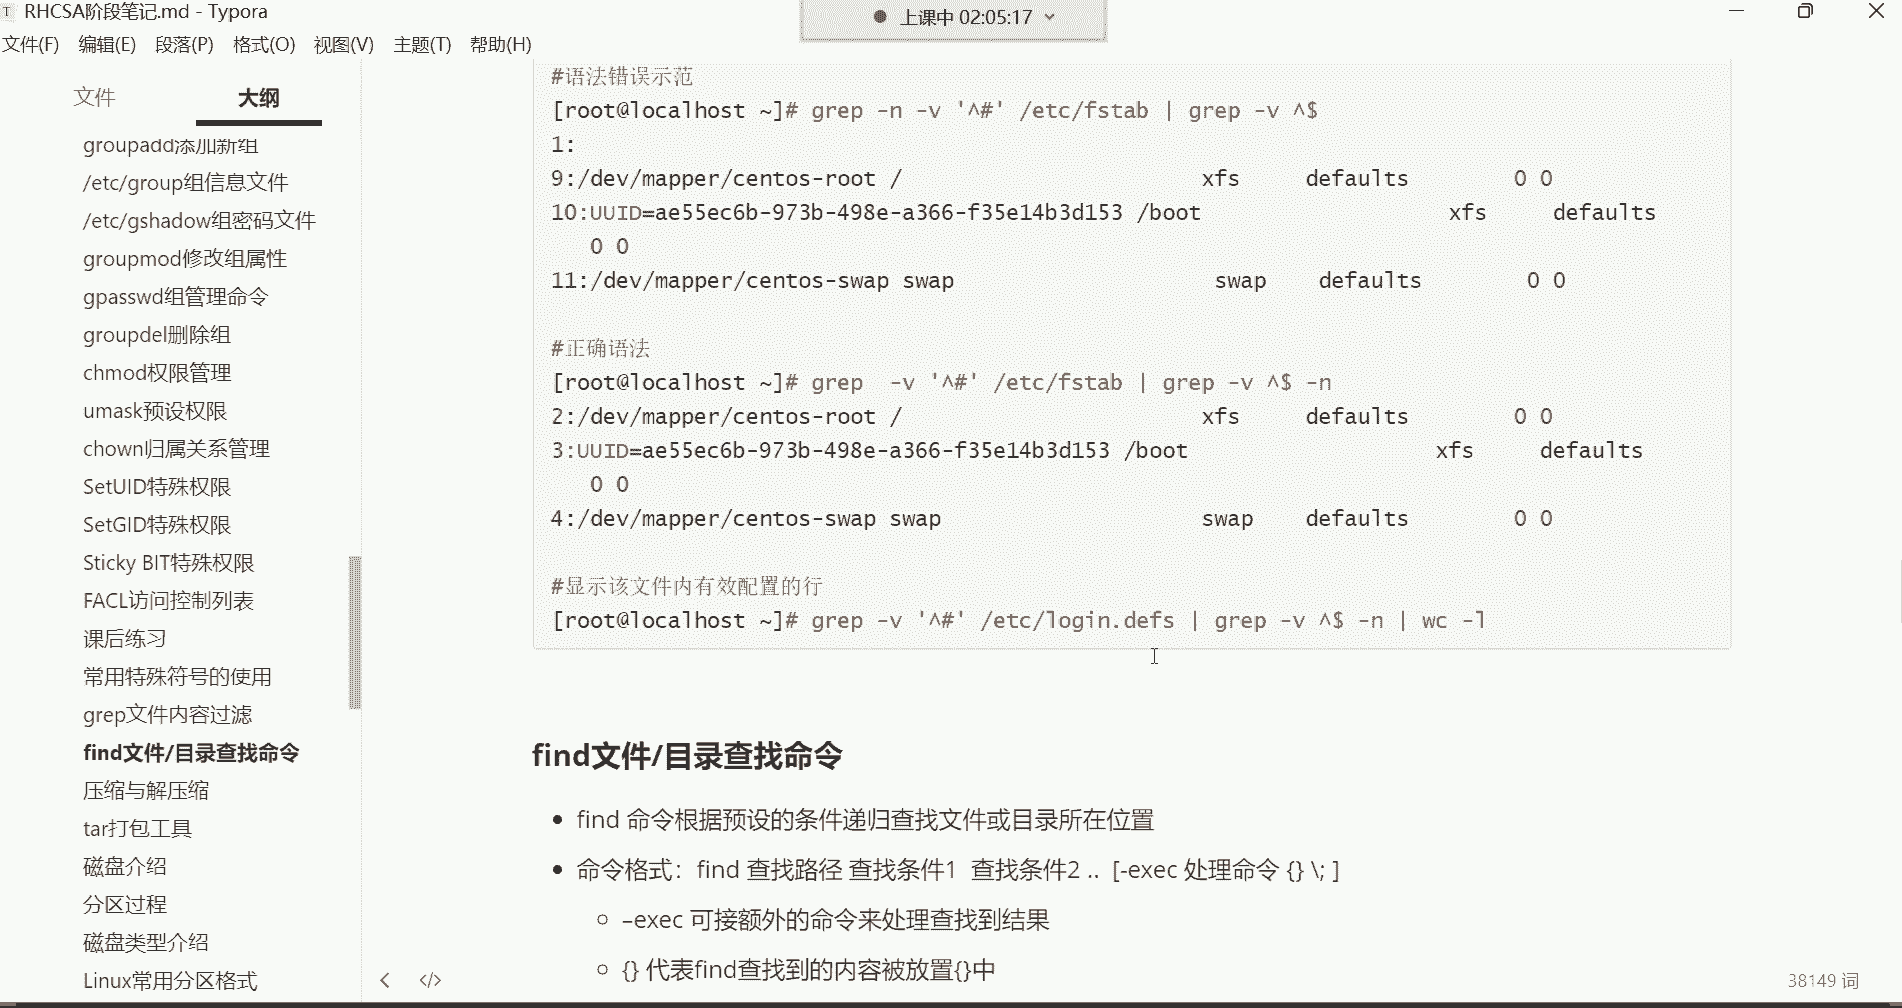 RHCSA阶段笔记.md - Typora
上课中 02:05:17
文件(F) 编辑(E) 段落(P) 格式(O) 视图(V) 主题(T) 帮助(H)
文件 大纲
groupadd添加新组
/etc/group组信息文件
/etc/gshadow组密码文件
groupmod修改组属性
gpasswd组管理命令
groupdel删除组
chmod权限管理
umask预设权限
chown归属关系管理
SetUID特殊权限
SetGID特殊权限
Sticky BIT特殊权限
FACL访问控制列表
课后练习
常用特殊符号的使用
grep文件内容过滤
find文件/目录查找命令
压缩与解压缩
tar打包工具
磁盘介绍
分区过程
磁盘类型介绍
Linux常用分区格式
#语法错误示范
[root@localhost ~]# grep -n -v '^#' /etc/fstab | grep -v ^$
1:
9:/dev/mapper/centos-root / xfs defaults 0 0
10:UUID=ae55ec6b-973b-498e-a366-f35e14b3d153 /boot xfs defaults
0 0
11:/dev/mapper/centos-swap swap swap defaults 0 0
#正确语法
[root@localhost ~]# grep  -v '^#' /etc/fstab | grep -v ^$ -n
2:/dev/mapper/centos-root / xfs defaults 0 0
3:UUID=ae55ec6b-973b-498e-a366-f35e14b3d153 /boot xfs defaults
0 0
4:/dev/mapper/centos-swap swap swap defaults 0 0
#显示该文件内有效配置的行
[root@localhost ~]# grep -v '^#' /etc/login.defs | grep -v ^$ -n | wc -l
find文件/目录查找命令
• find 命令根据预设的条件递归查找文件或目录所在位置
• 命令格式：find 查找路径 查找条件1 查找条件2 .. [-exec 处理命令 {} \; ]
○ –exec 可接额外的命令来处理查找到结果
○ {} 代表find查找到的内容被放置{}中
38149 词